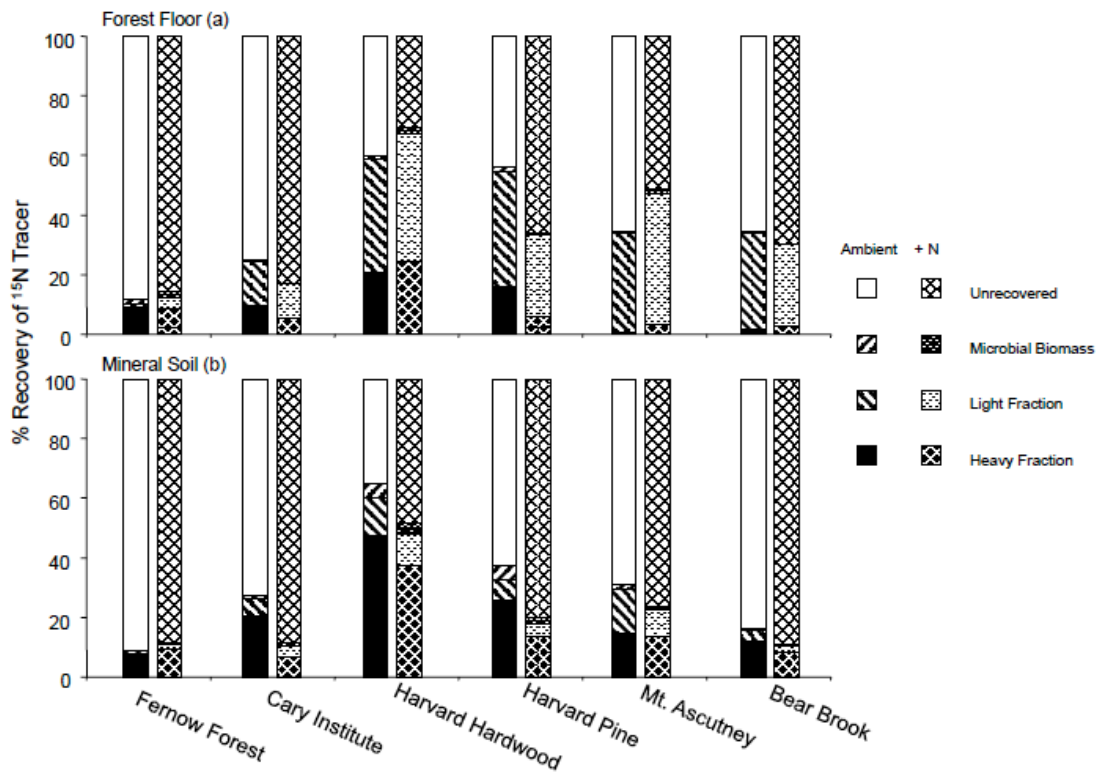 Forest Floor (a)
100
80
60
40
20
0
Mineral Soil (b)
100
80
60
40
20
0
% Recovery of ¹⁵N Tracer
Fernow Forest
Cary Institute
Harvard Hardwood
Harvard Pine
Mt. Ascutney
Bear Brook
Ambient + N
Unrecovered
Microbial Biomass
Light Fraction
Heavy Fraction